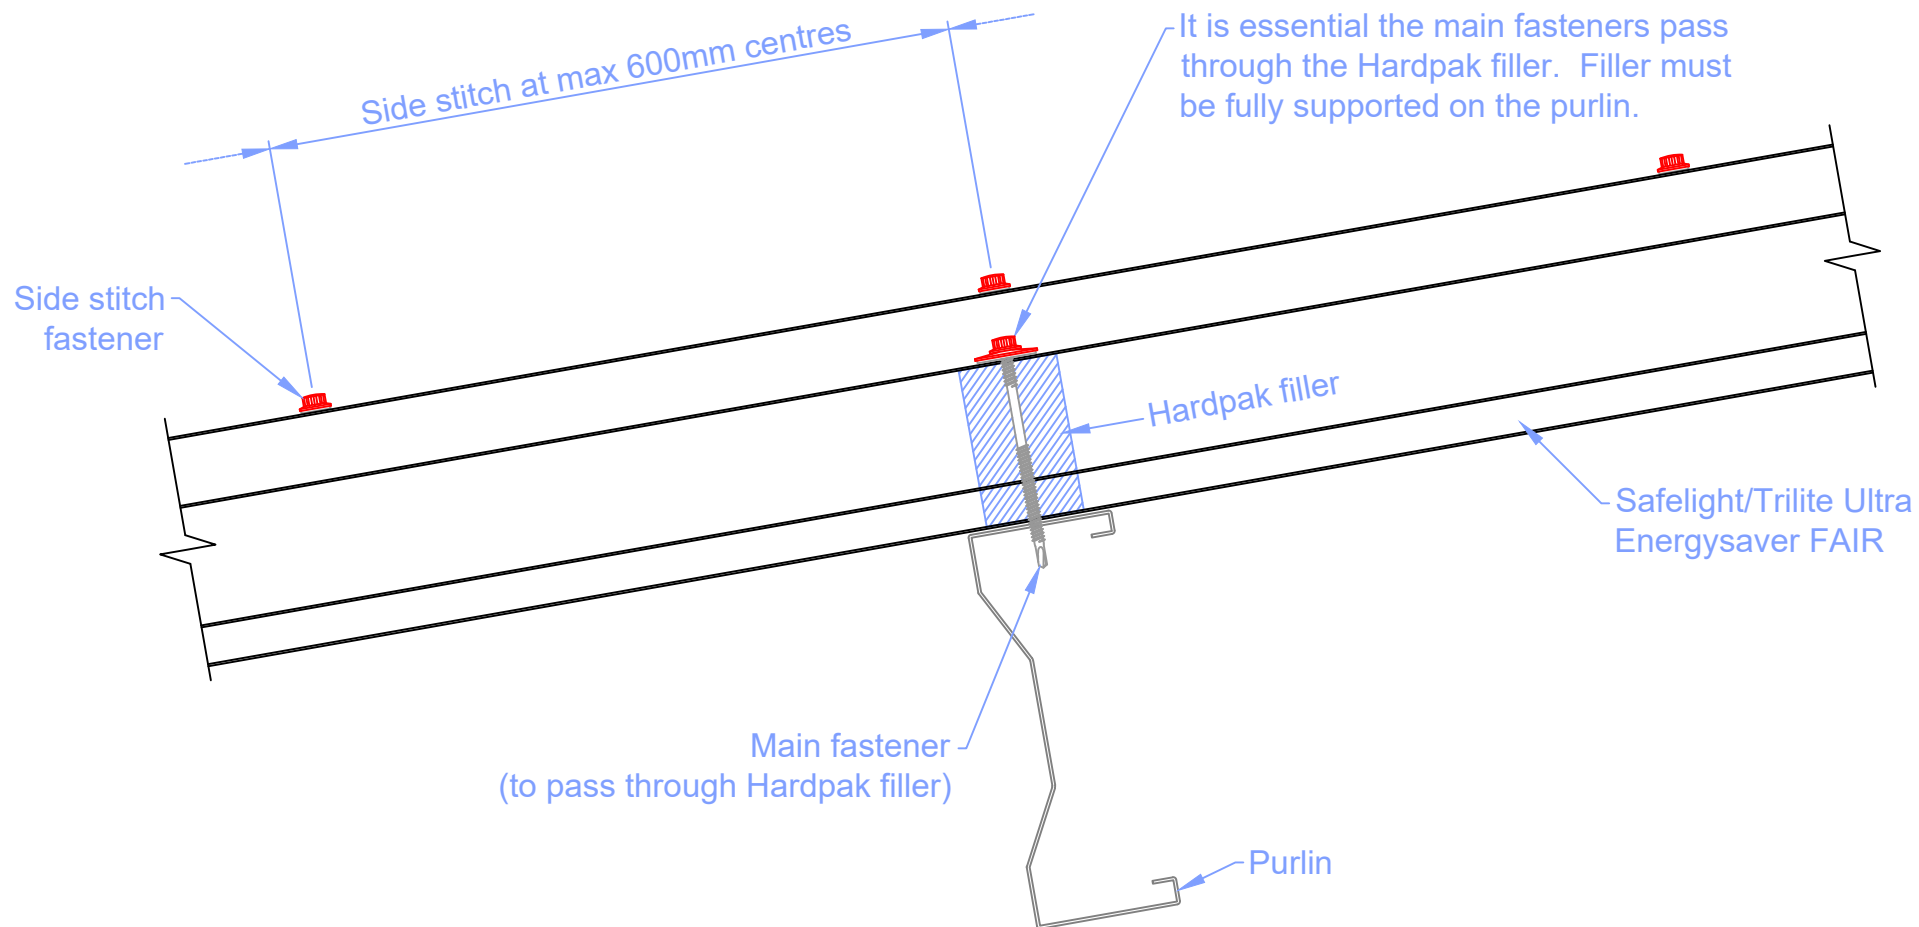 Side stitch at max 600mm centres
It is essential the main fasteners pass
through the Hardpak filler.  Filler must
be fully supported on the purlin.
Side stitch
fastener
Hardpak filler
Safelight/Trilite Ultra
Energysaver FAIR
Main fastener
(to pass through Hardpak filler)
Purlin